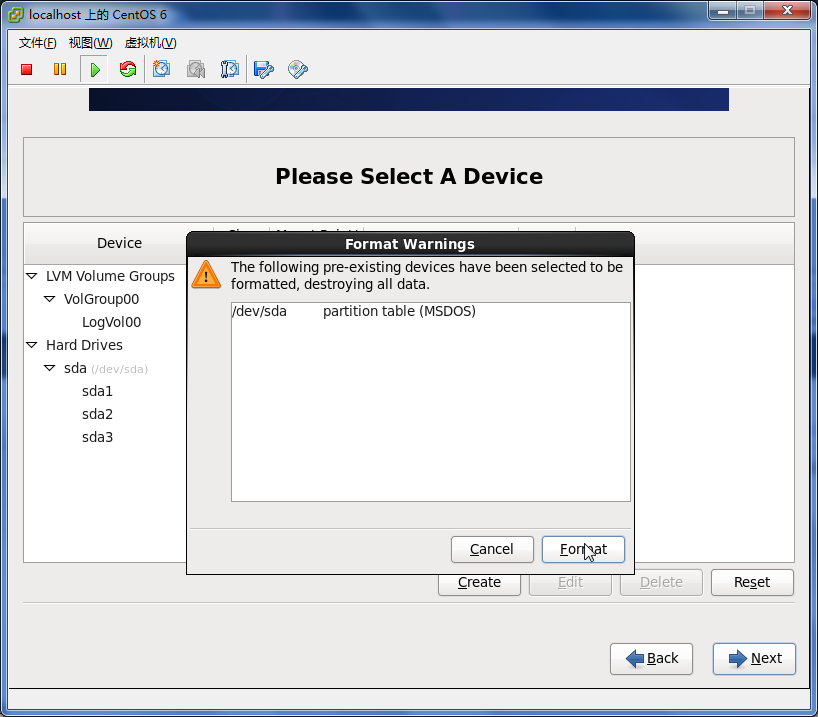 localhost 上的 CentOS 6
文件(F) 视图(W) 虚拟机(V)
Please Select A Device
Device
Format Warnings
The following pre-existing devices have been selected to be
formatted, destroying all data.
/dev/sda partition table (MSDOS)
LVM Volume Groups
VolGroup00
LogVol00
Hard Drives
sda (/dev/sda)
sda1
sda2
sda3
Cancel Format
Create Edit Delete Reset
Back Next